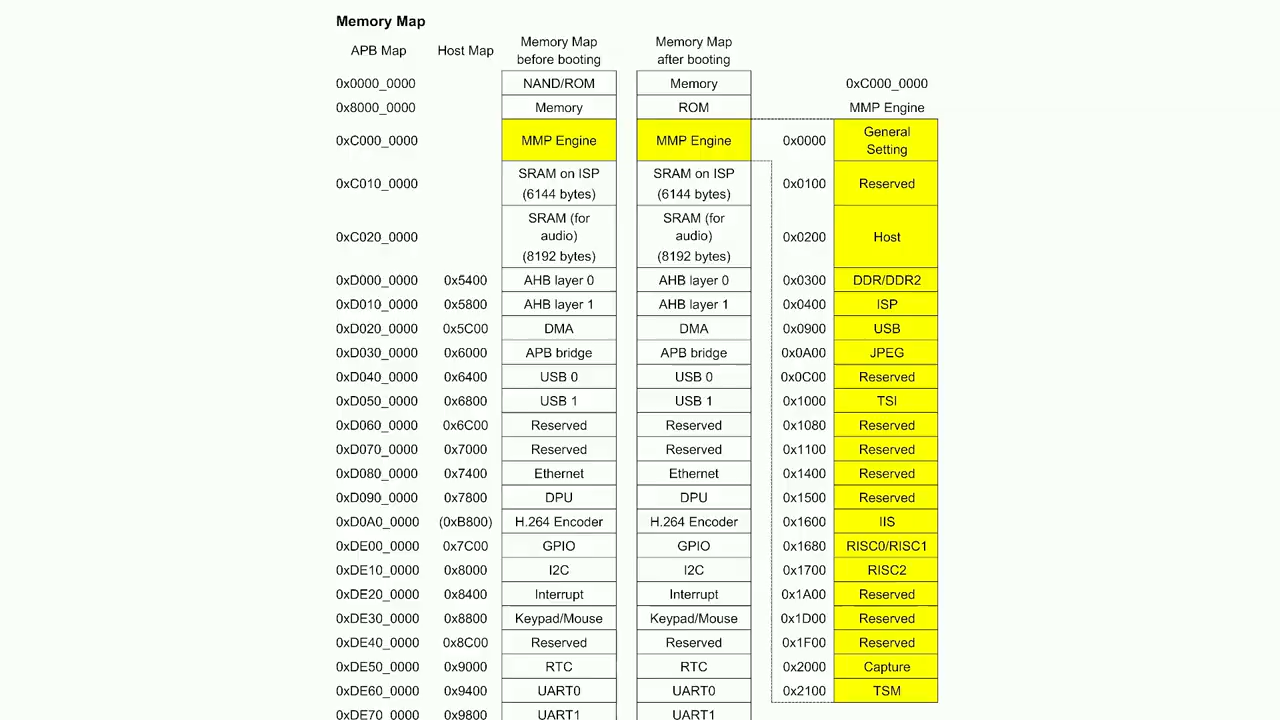 Memory Map
APB Map Host Map Memory Map before booting Memory Map after booting
0x0000_0000 NAND/ROM Memory 0xC000_0000
0x8000_0000 Memory ROM MMP Engine
0xC000_0000 MMP Engine MMP Engine 0x0000 General Setting
0xC010_0000 SRAM on ISP (6144 bytes) SRAM on ISP (6144 bytes) 0x0100 Reserved
0xC020_0000 SRAM (for audio) (8192 bytes) SRAM (for audio) (8192 bytes) 0x0200 Host
0xD000_0000 0x5400 AHB layer 0 AHB layer 0 0x0300 DDR/DDR2
0xD010_0000 0x5800 AHB layer 1 AHB layer 1 0x0400 ISP
0xD020_0000 0x5C00 DMA DMA 0x0900 USB
0xD030_0000 0x6000 APB bridge APB bridge 0x0A00 JPEG
0xD040_0000 0x6400 USB 0 USB 0 0x0C00 Reserved
0xD050_0000 0x6800 USB 1 USB 1 0x1000 TSI
0xD060_0000 0x6C00 Reserved Reserved 0x1080 Reserved
0xD070_0000 0x7000 Reserved Reserved 0x1100 Reserved
0xD080_0000 0x7400 Ethernet Ethernet 0x1400 Reserved
0xD090_0000 0x7800 DPU DPU 0x1500 Reserved
0xD0A0_0000 (0xB800) H.264 Encoder H.264 Encoder 0x1600 IIS
0xDE00_0000 0x7C00 GPIO GPIO 0x1680 RISC0/RISC1
0xDE10_0000 0x8000 I2C I2C 0x1700 RISC2
0xDE20_0000 0x8400 Interrupt Interrupt 0x1A00 Reserved
0xDE30_0000 0x8800 Keypad/Mouse Keypad/Mouse 0x1D00 Reserved
0xDE40_0000 0x8C00 Reserved Reserved 0x1F00 Reserved
0xDE50_0000 0x9000 RTC RTC 0x2000 Capture
0xDE60_0000 0x9400 UART0 UART0 0x2100 TSM
0xDE70_0000 0x9800 UART1 UART1